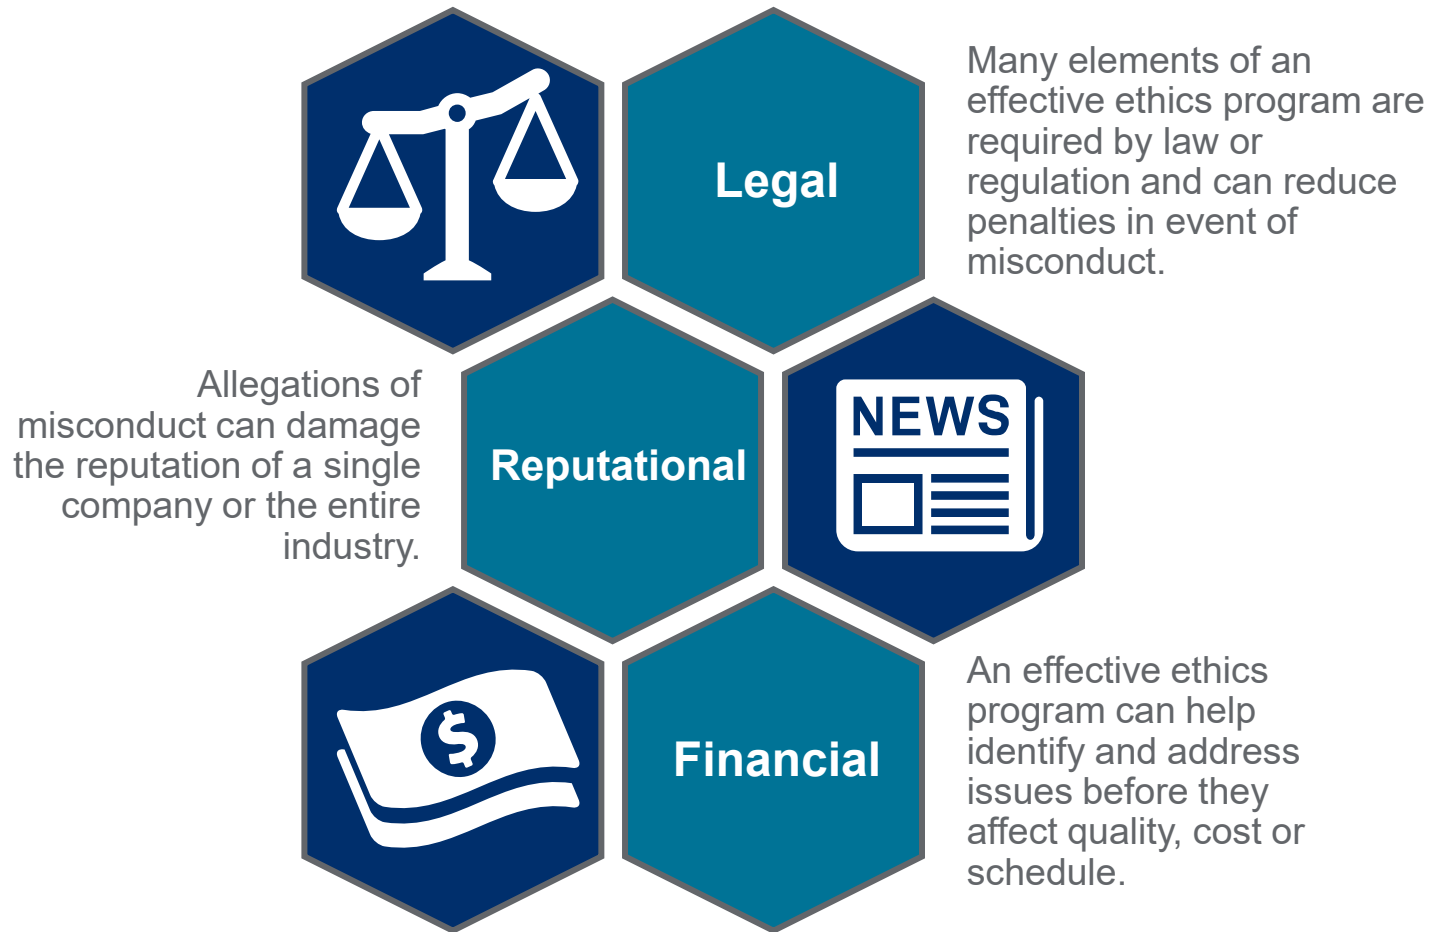 Legal
Many elements of an
effective ethics program are
required by law or
regulation and can reduce
penalties in event of
misconduct.
Allegations of
misconduct can damage
the reputation of a single
company or the entire
industry.
Reputational
NEWS
$
Financial
An effective ethics
program can help
identify and address
issues before they
affect quality, cost or
schedule.